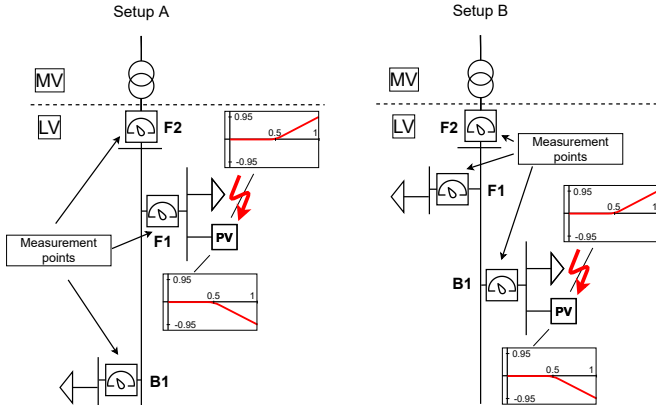 Setup A
MV
LV
F2
0.95
0.5
1
-0.95
F1
PV
Measurement
points
0.95
0.5
1
-0.95
B1
Setup B
MV
LV
F2
Measurement
points
F1
0.95
0.5
1
-0.95
B1
PV
0.95
0.5
1
-0.95